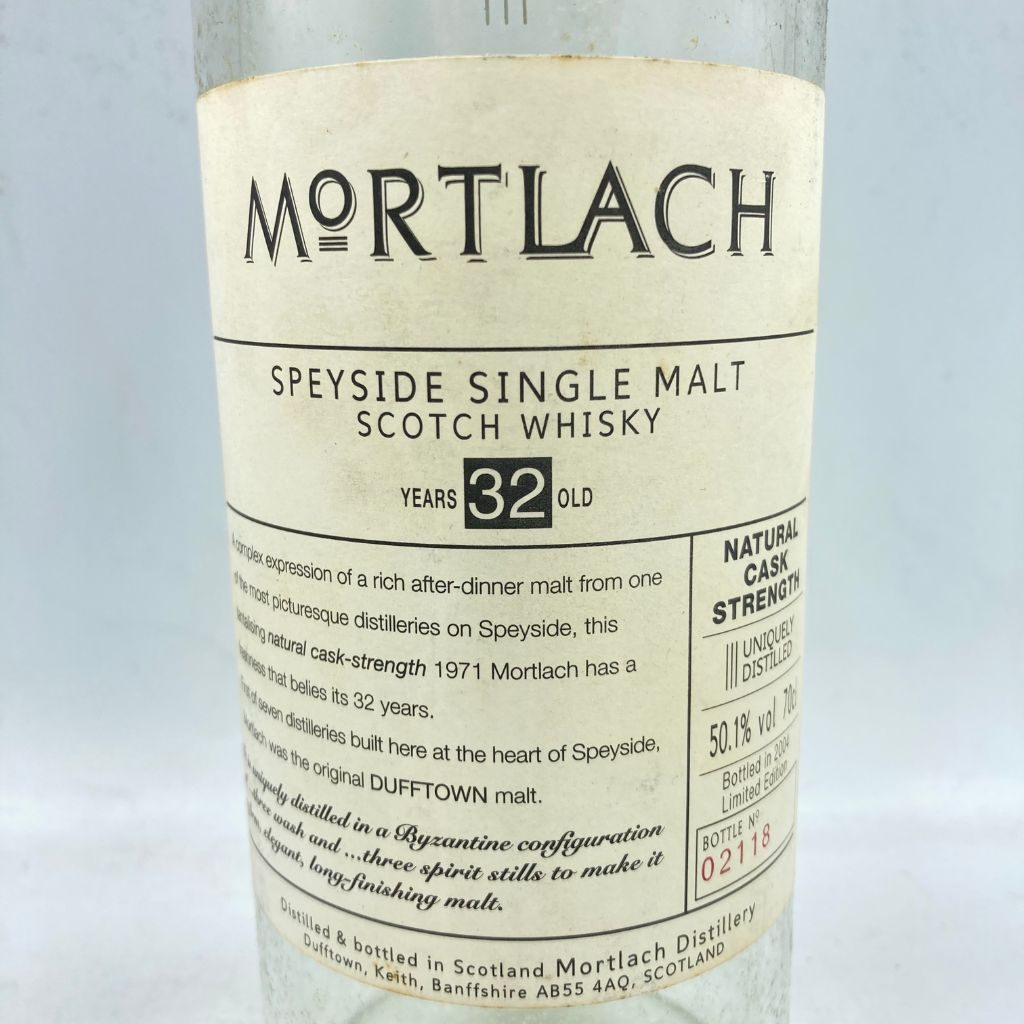 MORTLACH
SPEYSIDE SINGLE MALT
SCOTCH WHISKY
YEARS 32 OLD
A complex expression of a rich after-dinner malt from one
of the most picturesque distilleries on Speyside, this
natural cask-strength 1971 Mortlach has a
that belies its 32 years.
First of seven distilleries built here at the heart of Speyside,
Mortlach was the original DUFFTOWN malt.
uniquely distilled in a Byzantine configuration
three wash and ...three spirit stills to make it
elegant, long-finishing malt.
NATURAL
CASK
STRENGTH
UNIQUELY
DISTILLED
50.1% vol 70cl
Bottled in 2004
Limited Edition
BOTTLE Nº
02118
Distilled & bottled in Scotland Mortlach Distillery
Dufftown, Keith, Banffshire AB55 4AQ, SCOTLAND